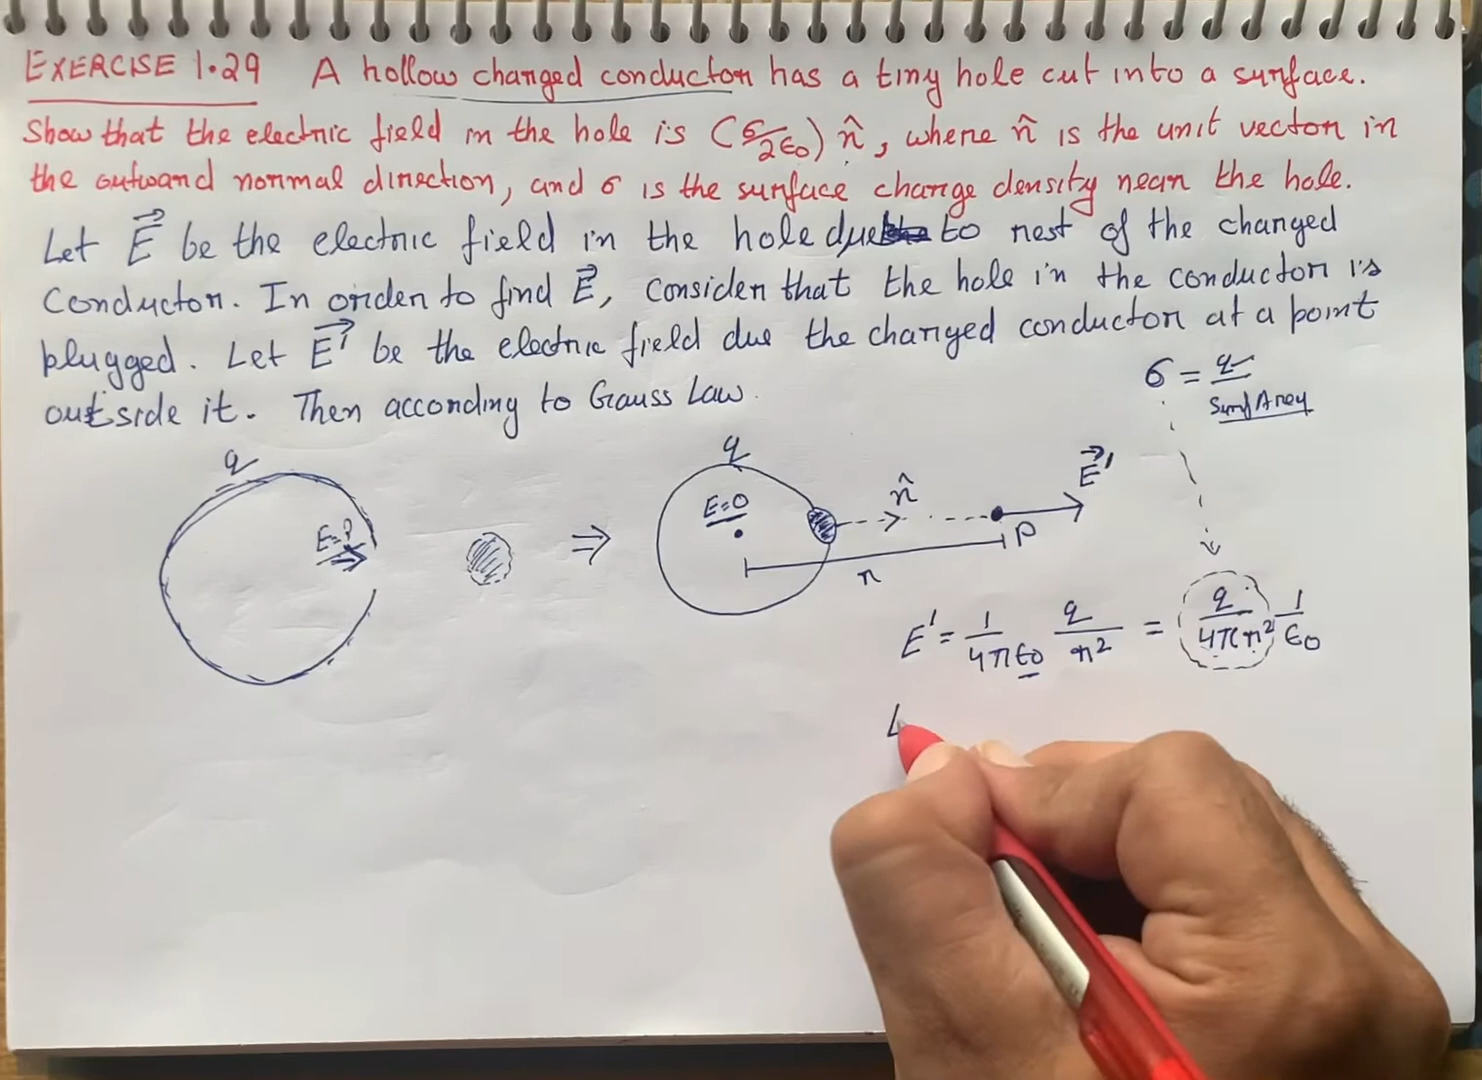 EXERCISE 1.29 A hollow charged conductor has a tiny hole cut into a surface.
Show that the electric field in the hole is (σ/2ϵ0) n̂, where n̂ is the unit vector in
the outward normal direction, and σ is the surface charge density near the hole.
Let E⃗ be the electric field in the hole due to rest of the charged
Conductor. In order to find E⃗, consider that the hole in the conductor is
plugged. Let E⃗' be the electric field due the charged conductor at a point
outside it. Then according to Gauss Law.
σ = q/Surf Area
q
E=?
⇒
q
E=0
n̂
E⃗'
P
r
E' = 1/4πϵ0 q/r² = q/4πr² 1/ϵ0